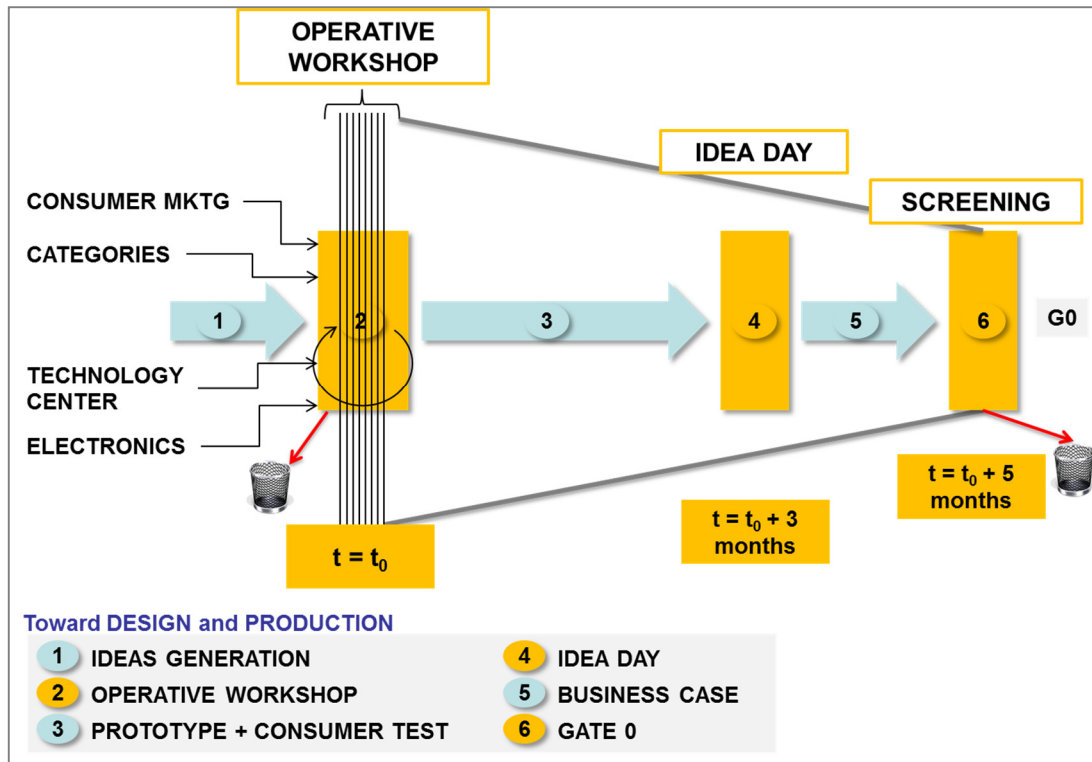 OPERATIVE
WORKSHOP
IDEA DAY
SCREENING
CONSUMER MKTG
CATEGORIES
TECHNOLOGY
CENTER
ELECTRONICS
1
2
3
4
5
6
G0
t = t₀
t = t₀ + 3
months
t = t₀ + 5
months
Toward DESIGN and PRODUCTION
1 IDEAS GENERATION
2 OPERATIVE WORKSHOP
3 PROTOTYPE + CONSUMER TEST
4 IDEA DAY
5 BUSINESS CASE
6 GATE 0